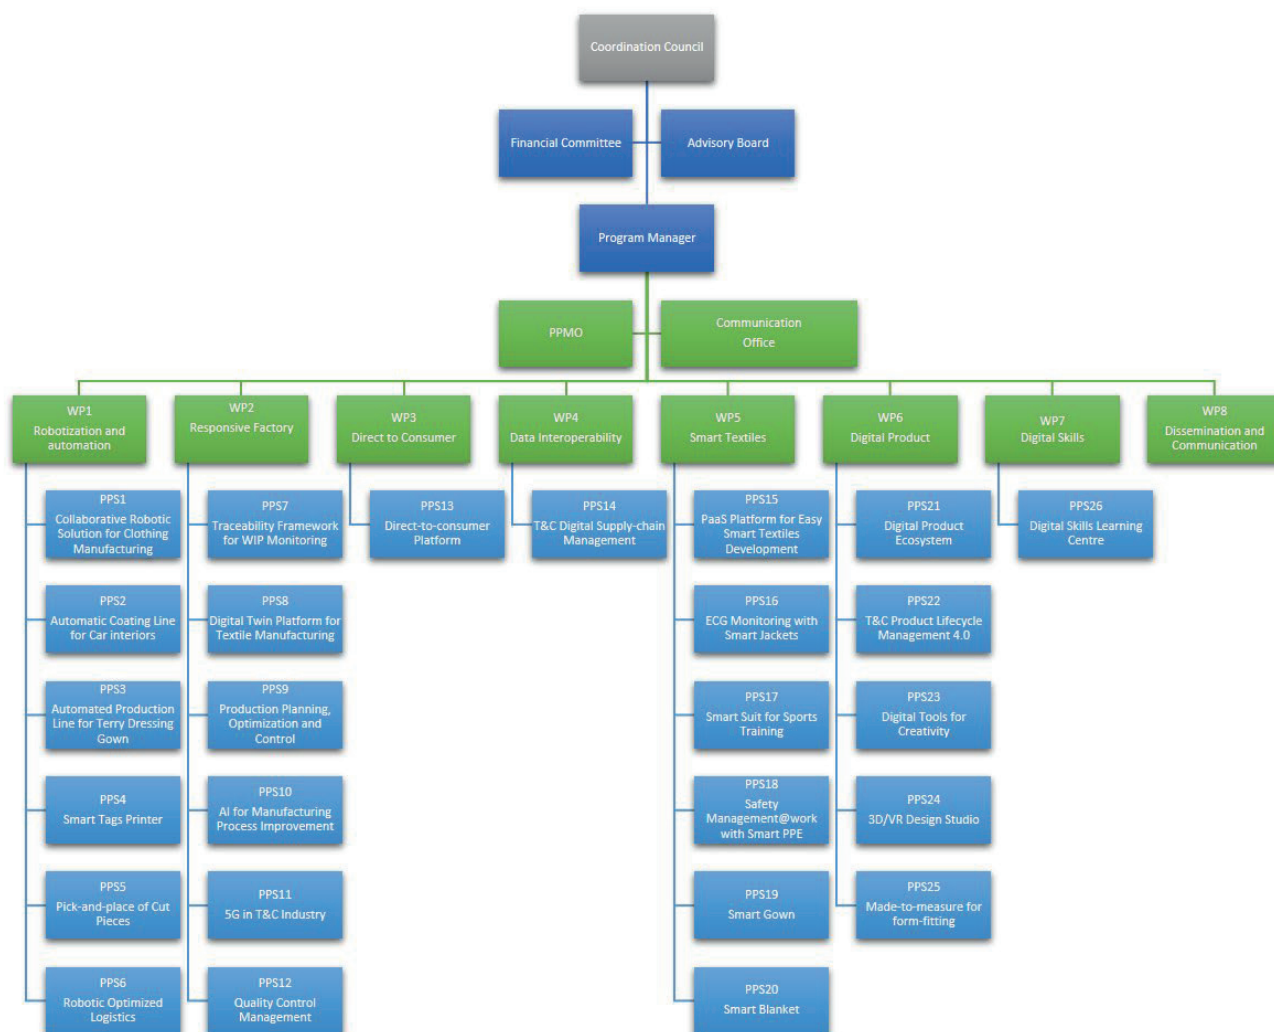 Coordination Council
Financial Committee
Advisory Board
Program Manager
PPMO
Communication
Office
WP1
Robotization and
automation
WP2
Responsive Factory
WP3
Direct to Consumer
WP4
Data Interoperability
WP5
Smart Textiles
WP6
Digital Product
WP7
Digital Skills
WP8
Dissemination and
Communication
PPS1
Collaborative Robotic
Solution for Clothing
Manufacturing
PPS2
Automatic Coating Line
for Car interiors
PPS3
Automated Production
Line for Terry Dressing
Gown
PPS4
Smart Tags Printer
PPS5
Pick-and-place of Cut
Pieces
PPS6
Robotic Optimized
Logistics
PPS7
Traceability Framework
for WIP Monitoring
PPS8
Digital Twin Platform for
Textile Manufacturing
PPS9
Production Planning,
Optimization and
Control
PPS10
AI for Manufacturing
Process Improvement
PPS11
5G in T&C Industry
PPS12
Quality Control
Management
PPS13
Direct-to-consumer
Platform
PPS14
T&C Digital Supply-chain
Management
PPS15
PaaS Platform for Easy
Smart Textiles
Development
PPS16
ECG Monitoring with
Smart Jackets
PPS17
Smart Suit for Sports
Training
PPS18
Safety
Management@work
with Smart PPE
PPS19
Smart Gown
PPS20
Smart Blanket
PPS21
Digital Product
Ecosystem
PPS22
T&C Product Lifecycle
Management 4.0
PPS23
Digital Tools for
Creativity
PPS24
3D/VR Design Studio
PPS25
Made-to-measure for
form-fitting
PPS26
Digital Skills Learning
Centre